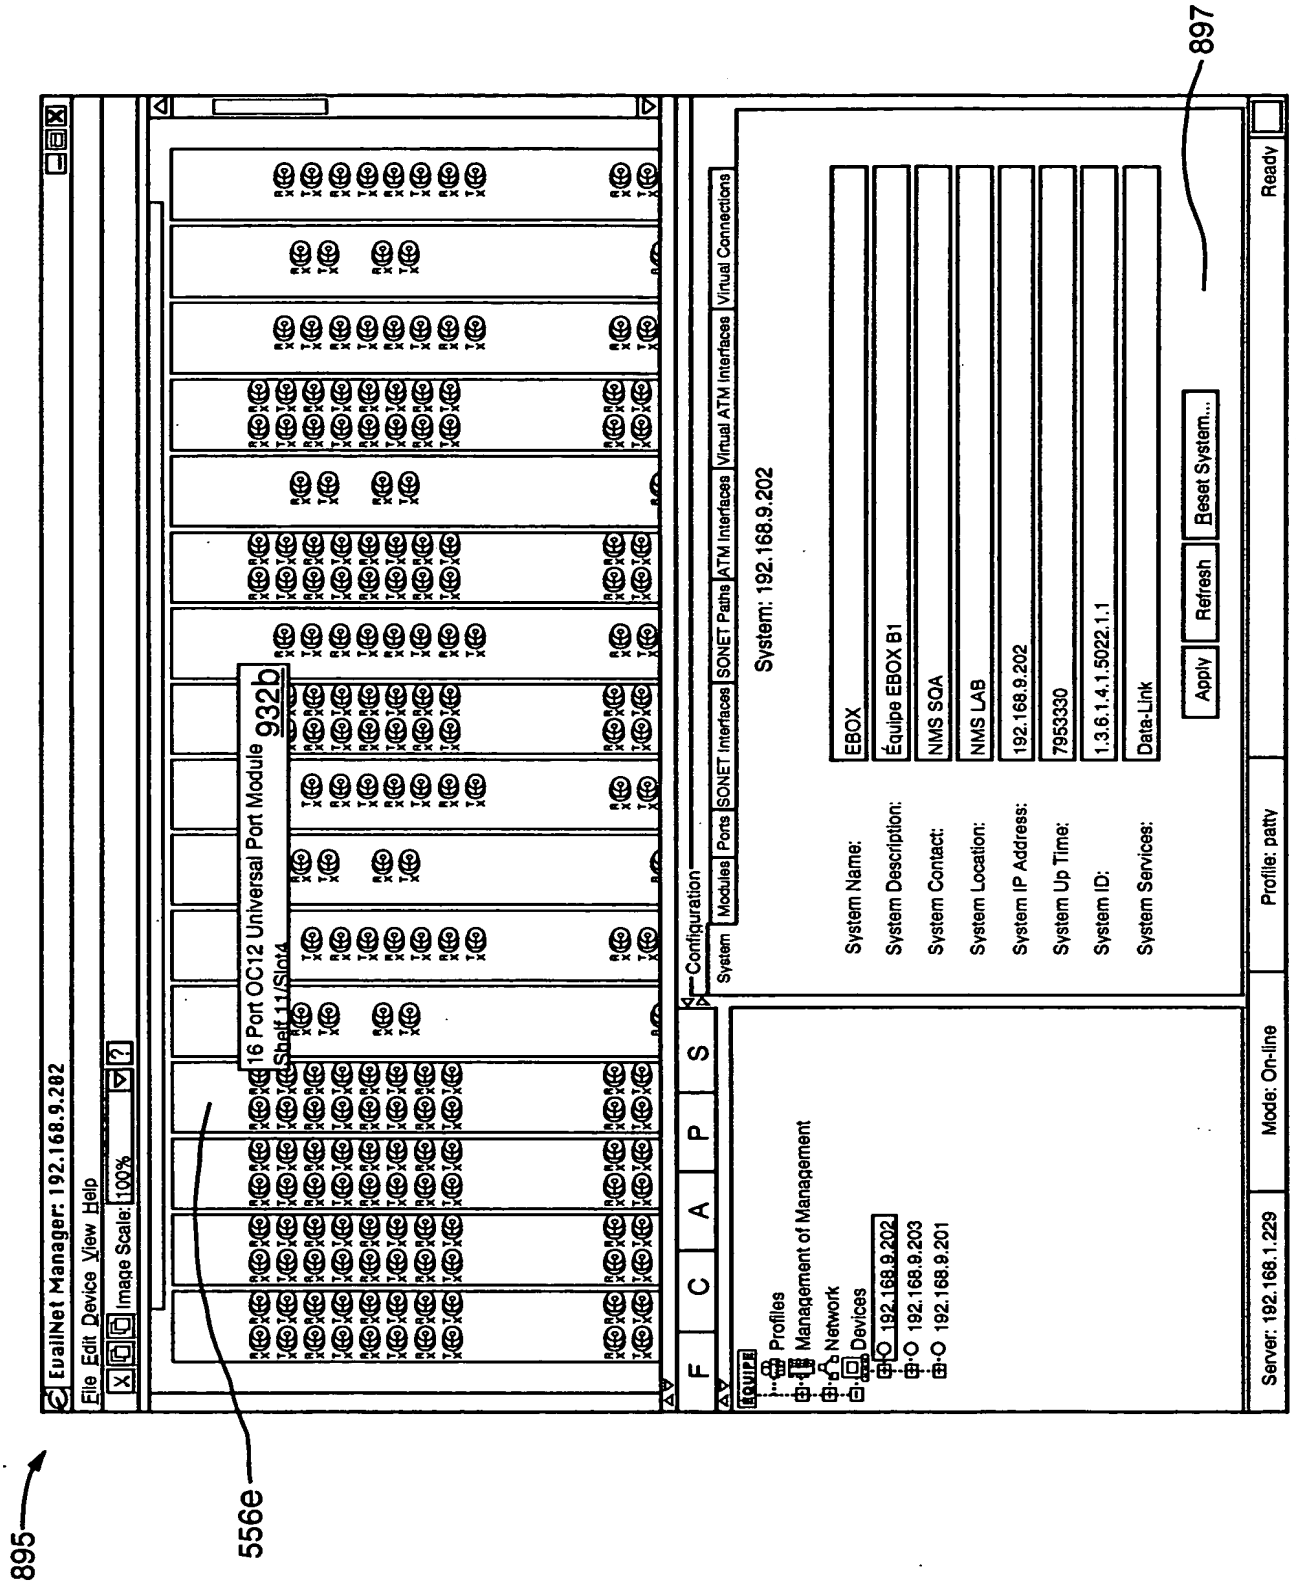 895
EvailNet Manager: 192.168.9.202
File Edit Device View Help
X Image Scale: 100% ?
556e
16 Port OC12 Universal Port Module
Shelf 11/Slot4
932b
F C A P S
EQUIPE
Profiles
Management of Management
Network
Devices
192.168.9.202
192.168.9.203
192.168.9.201
Configuration
System Modules Ports SONET Interfaces SONET Paths ATM Interfaces Virtual ATM Interfaces Virtual Connections
System: 192.168.9.202
System Name: EBOX
System Description: Équipe EBOX B1
System Contact: NMS SQA
System Location: NMS LAB
System IP Address: 192.168.9.202
System Up Time: 7953330
System ID: 1.3.6.1.4.1.5022.1.1
System Services: Data-Link
Apply Refresh Reset System...
897
Server: 192.168.1.229 Mode: On-line Profile: patty Ready